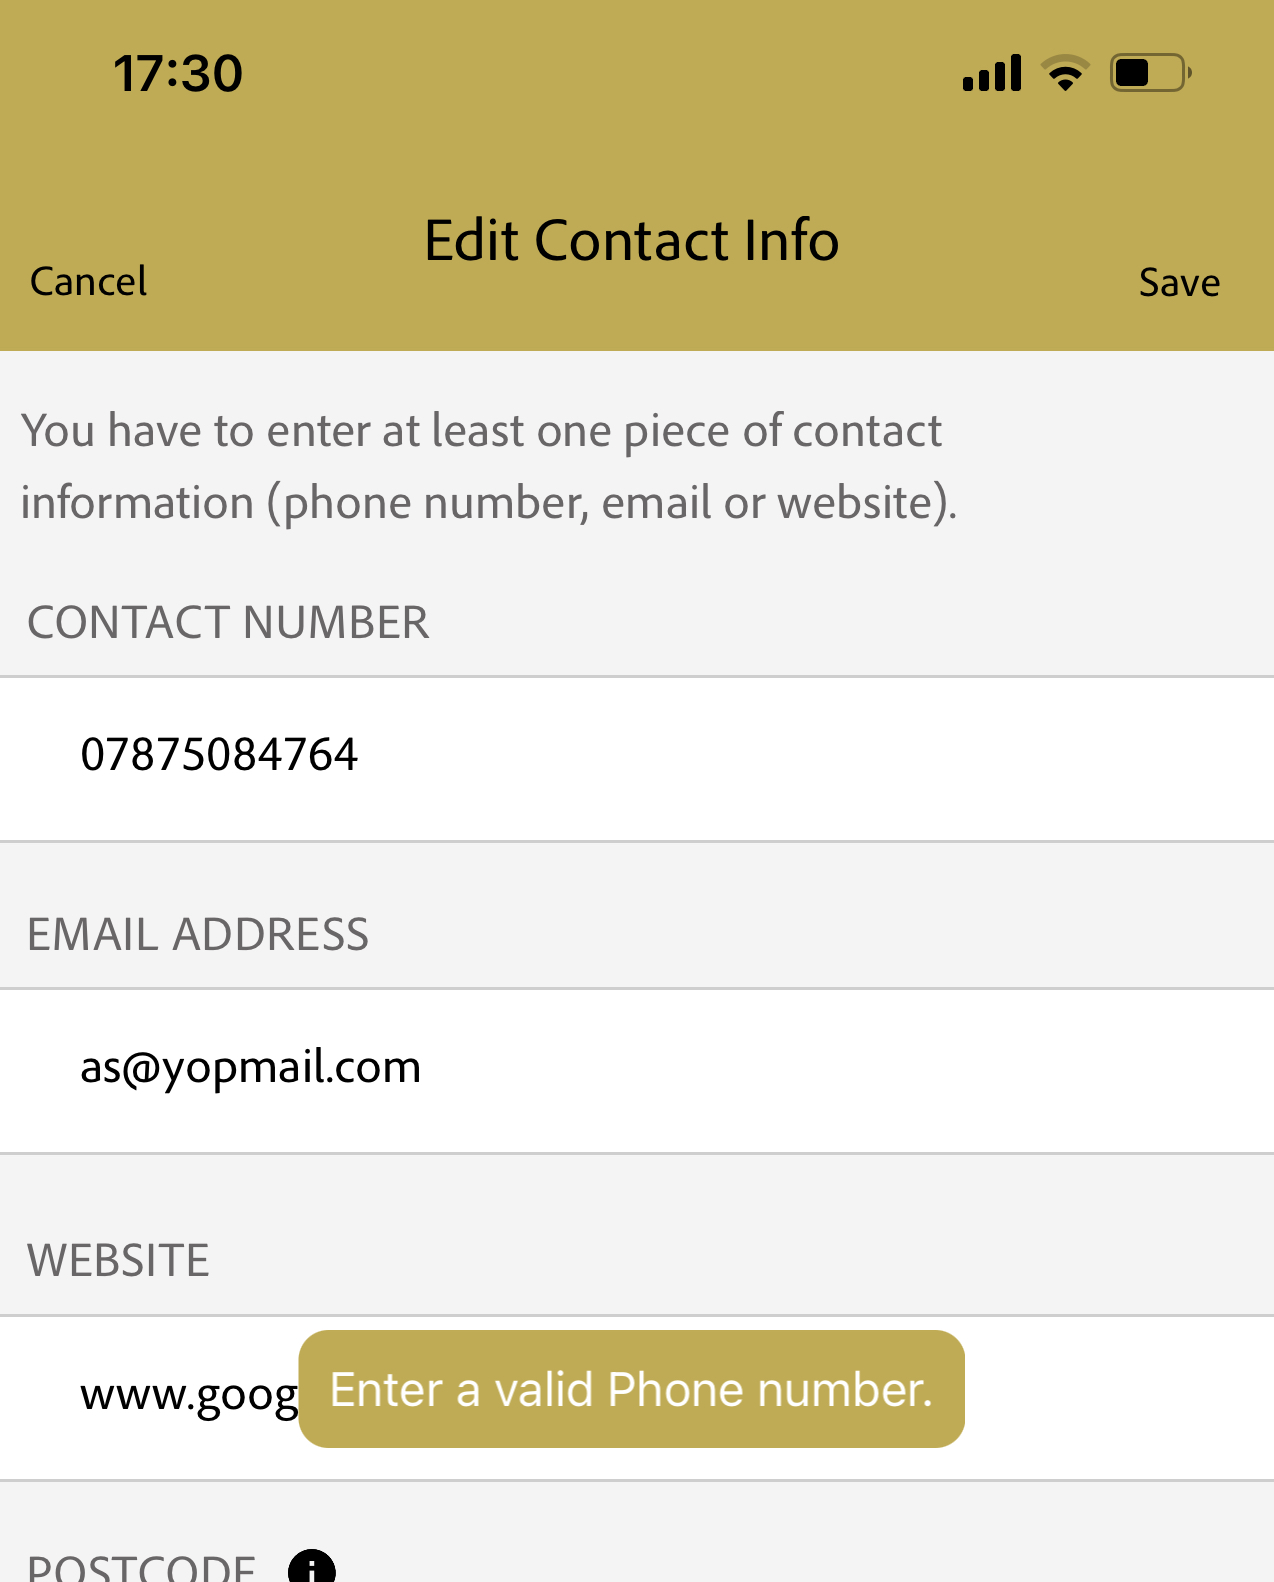 17:30
Edit Contact Info
Cancel
Save
You have to enter at least one piece of contact
information (phone number, email or website).
CONTACT NUMBER
07875084764
EMAIL ADDRESS
as@yopmail.com
WEBSITE
www.goog
Enter a valid Phone number.
POSTCODE i